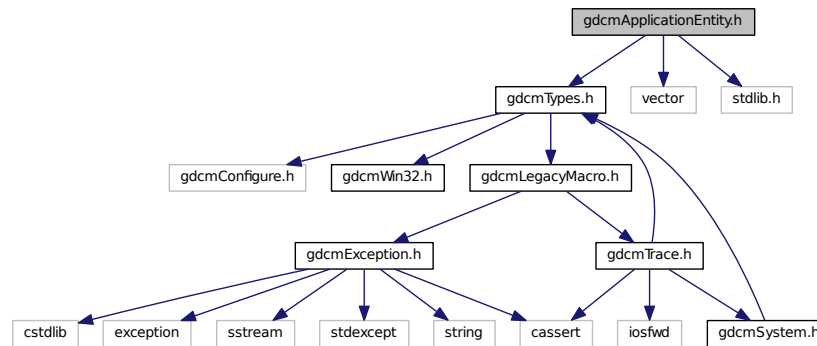 gdcmApplicationEntity.h
gdcmTypes.h
vector
stdlib.h
gdcmConfigure.h
gdcmWin32.h
gdcmLegacyMacro.h
gdcmException.h
gdcmTrace.h
cstdlib
exception
sstream
stdexcept
string
cassert
iosfwd
gdcmSystem.h